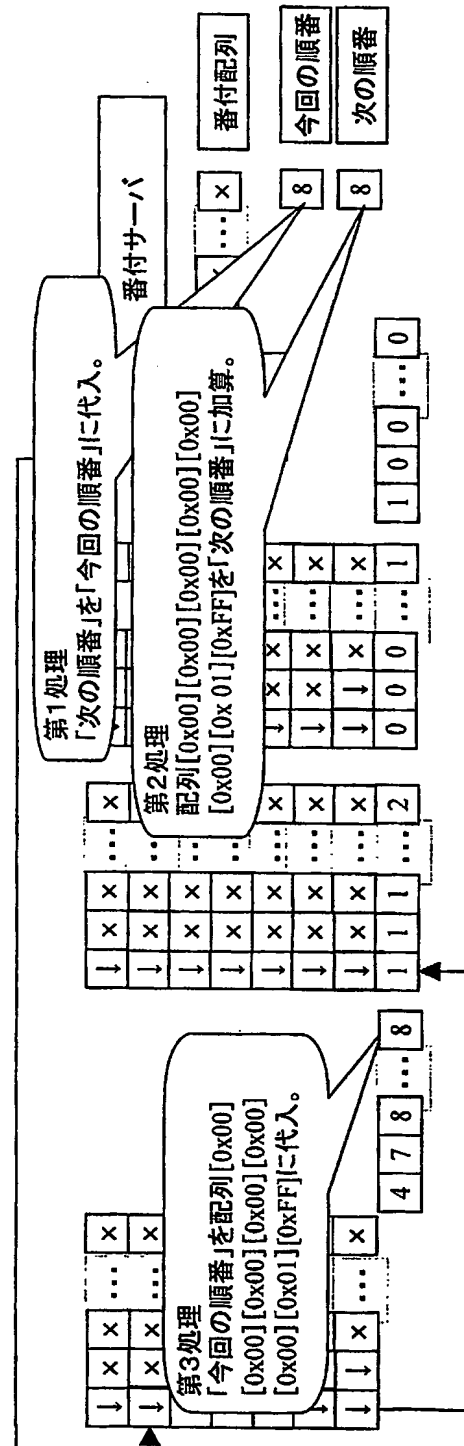 第1処理
「次の順番」を「今回の順番」に代入。
番付サーバ
第2処理
配列[0x00][0x00][0x00][0x00][0x00]
[0x00][0x 01][0xFF]を「次の順番」に加算。
第3処理
「今回の順番」を配列[0x00]
[0x00][0x00][0x00][0x00]
[0x00][0x01][0xFF]に代入。
番付配列
… ×
今回の順番
8
次の順番
8
↓ × × … ×
↓ × × … ×
↓
↓ ↓ × … ×
4 7 8 … 8
↓ × × … ×
↓ × × …
↓ × × …
↓ × × … ×
↓ × × … ×
↓ × × … ×
↓ × × … ×
1 1 1 … 2
↓ × × … ×
↓ × × … ×
↓ ↓ × … ×
0 0 0 … 1
1 0 0 … 0